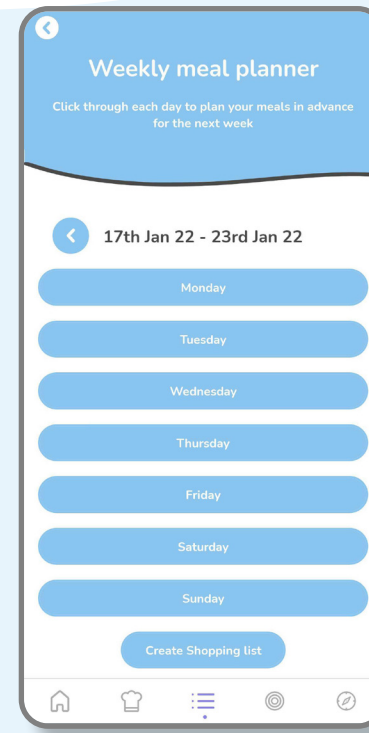 Weekly meal planner
Click through each day to plan your meals in advance
for the next week
17th Jan 22 - 23rd Jan 22
Monday
Tuesday
Wednesday
Thursday
Friday
Saturday
Sunday
Create Shopping list